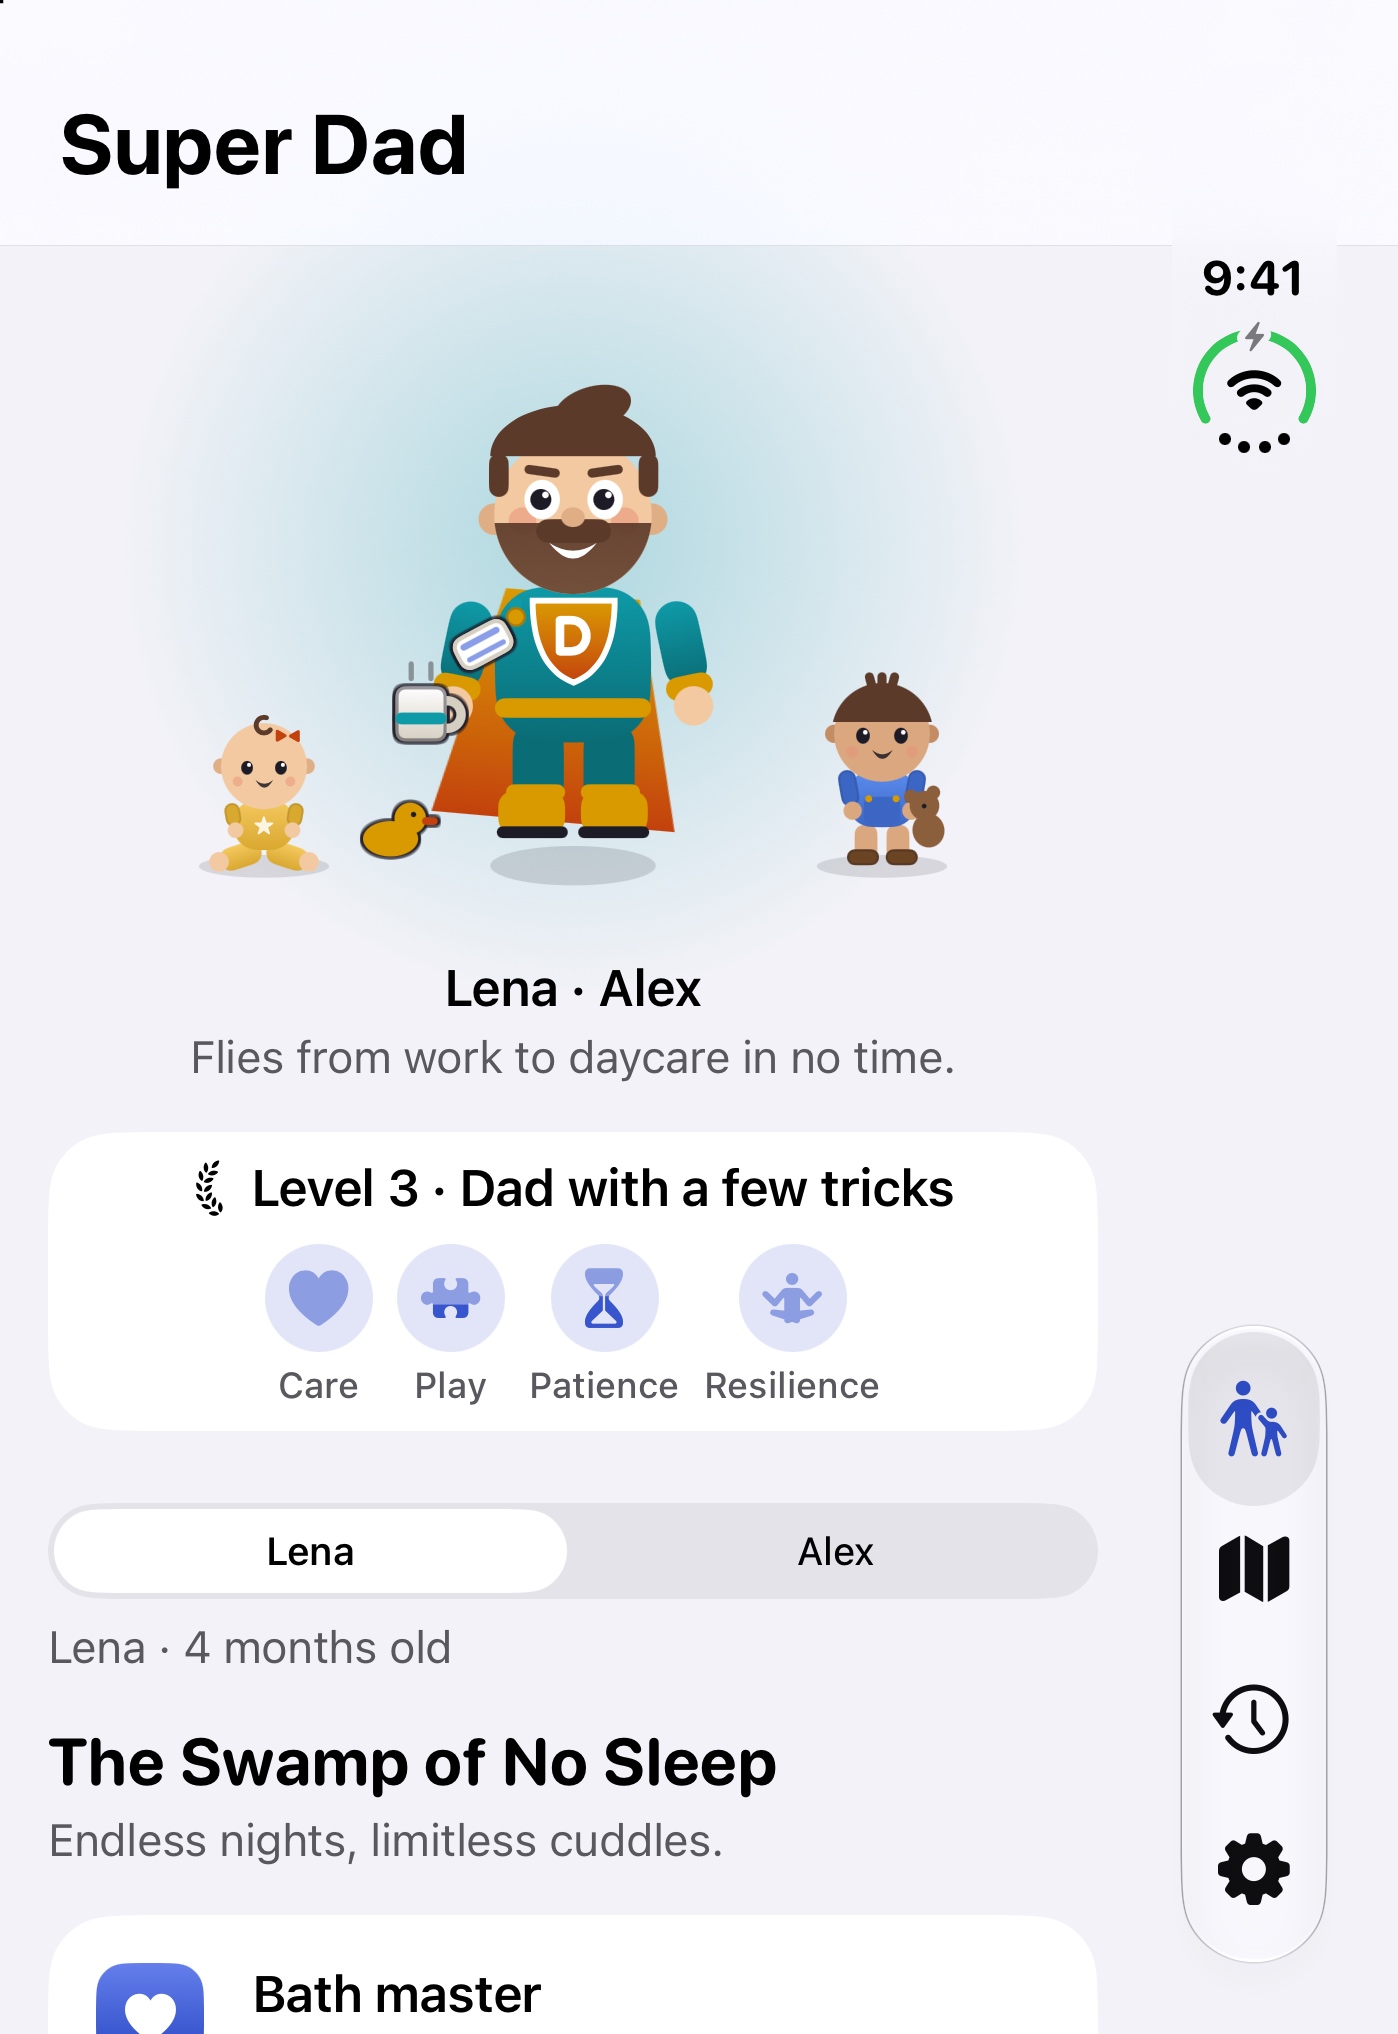 Super Dad
9:41
D
Lena · Alex
Flies from work to daycare in no time.
Level 3 · Dad with a few tricks
Care Play Patience Resilience
Lena Alex
Lena · 4 months old
The Swamp of No Sleep
Endless nights, limitless cuddles.
Bath master